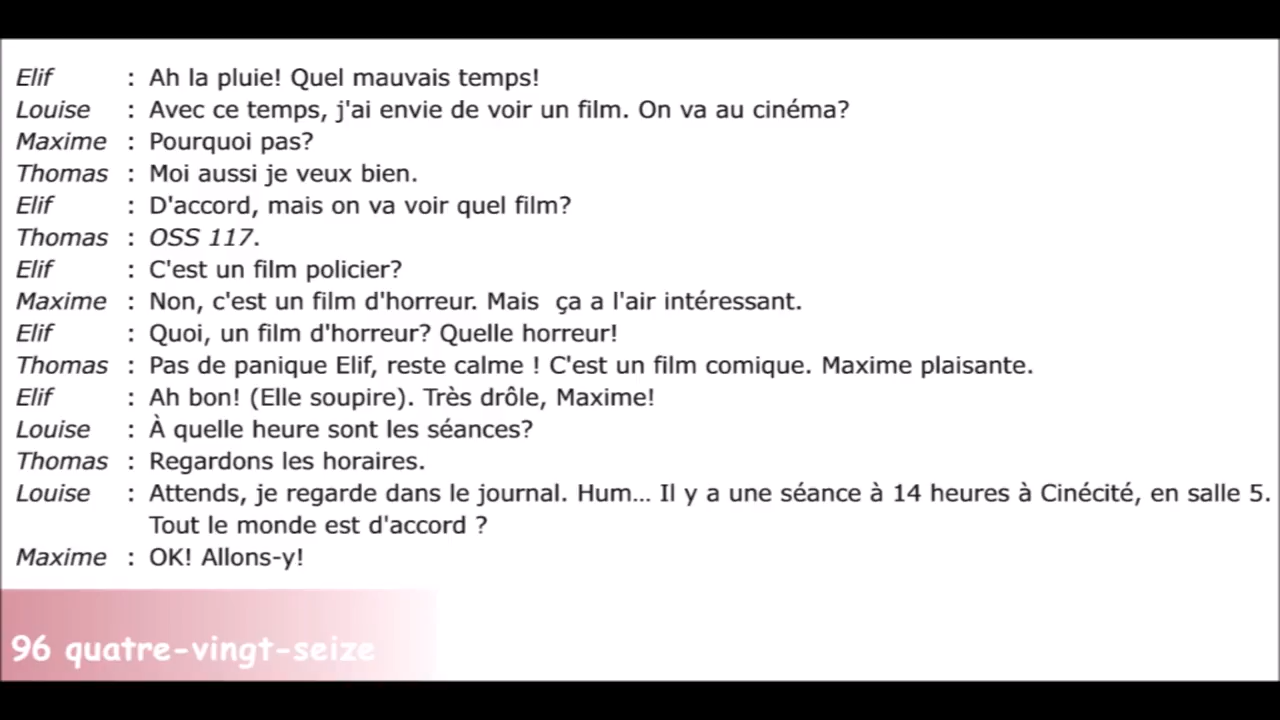 Elif : Ah la pluie! Quel mauvais temps!
Louise : Avec ce temps, j'ai envie de voir un film. On va au cinéma?
Maxime : Pourquoi pas?
Thomas : Moi aussi je veux bien.
Elif : D'accord, mais on va voir quel film?
Thomas : OSS 117.
Elif : C'est un film policier?
Maxime : Non, c'est un film d'horreur. Mais ça a l'air intéressant.
Elif : Quoi, un film d'horreur? Quelle horreur!
Thomas : Pas de panique Elif, reste calme ! C'est un film comique. Maxime plaisante.
Elif : Ah bon! (Elle soupire). Très drôle, Maxime!
Louise : À quelle heure sont les séances?
Thomas : Regardons les horaires.
Louise : Attends, je regarde dans le journal. Hum... Il y a une séance à 14 heures à Cinécité, en salle 5.
Tout le monde est d'accord ?
Maxime : OK! Allons-y!
96 quatre-vingt-seize